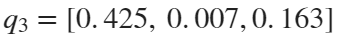 q₃ = [0.425, 0.007, 0.163]